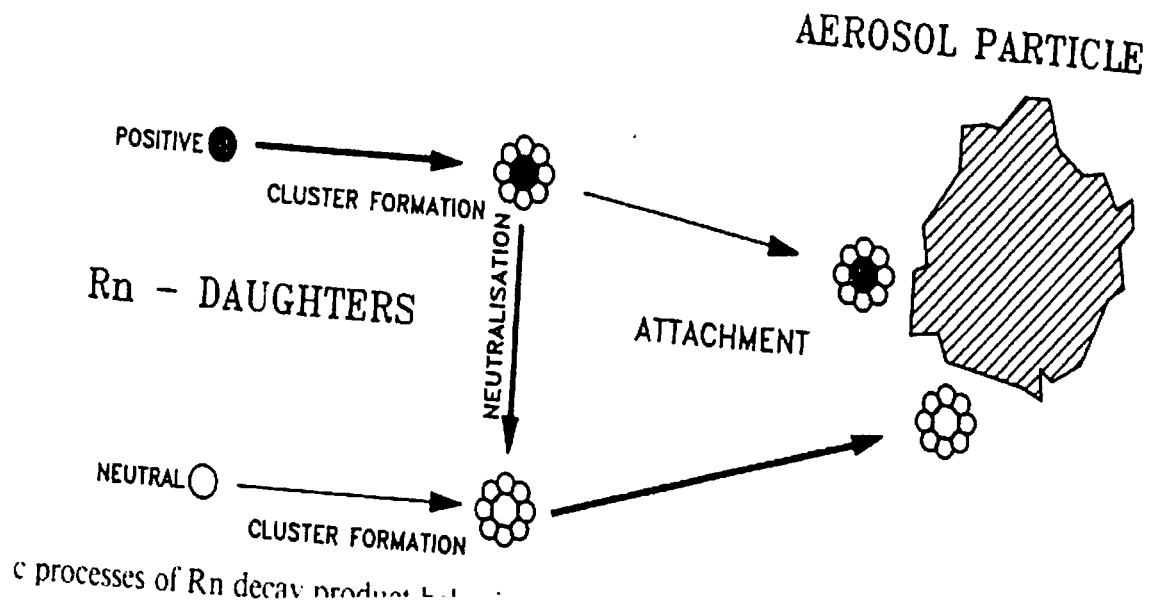 AEROSOL PARTICLE
POSITIVE
CLUSTER FORMATION
NEUTRALISATION
Rn - DAUGHTERS
ATTACHMENT
NEUTRAL
CLUSTER FORMATION
c processes of Rn decay product